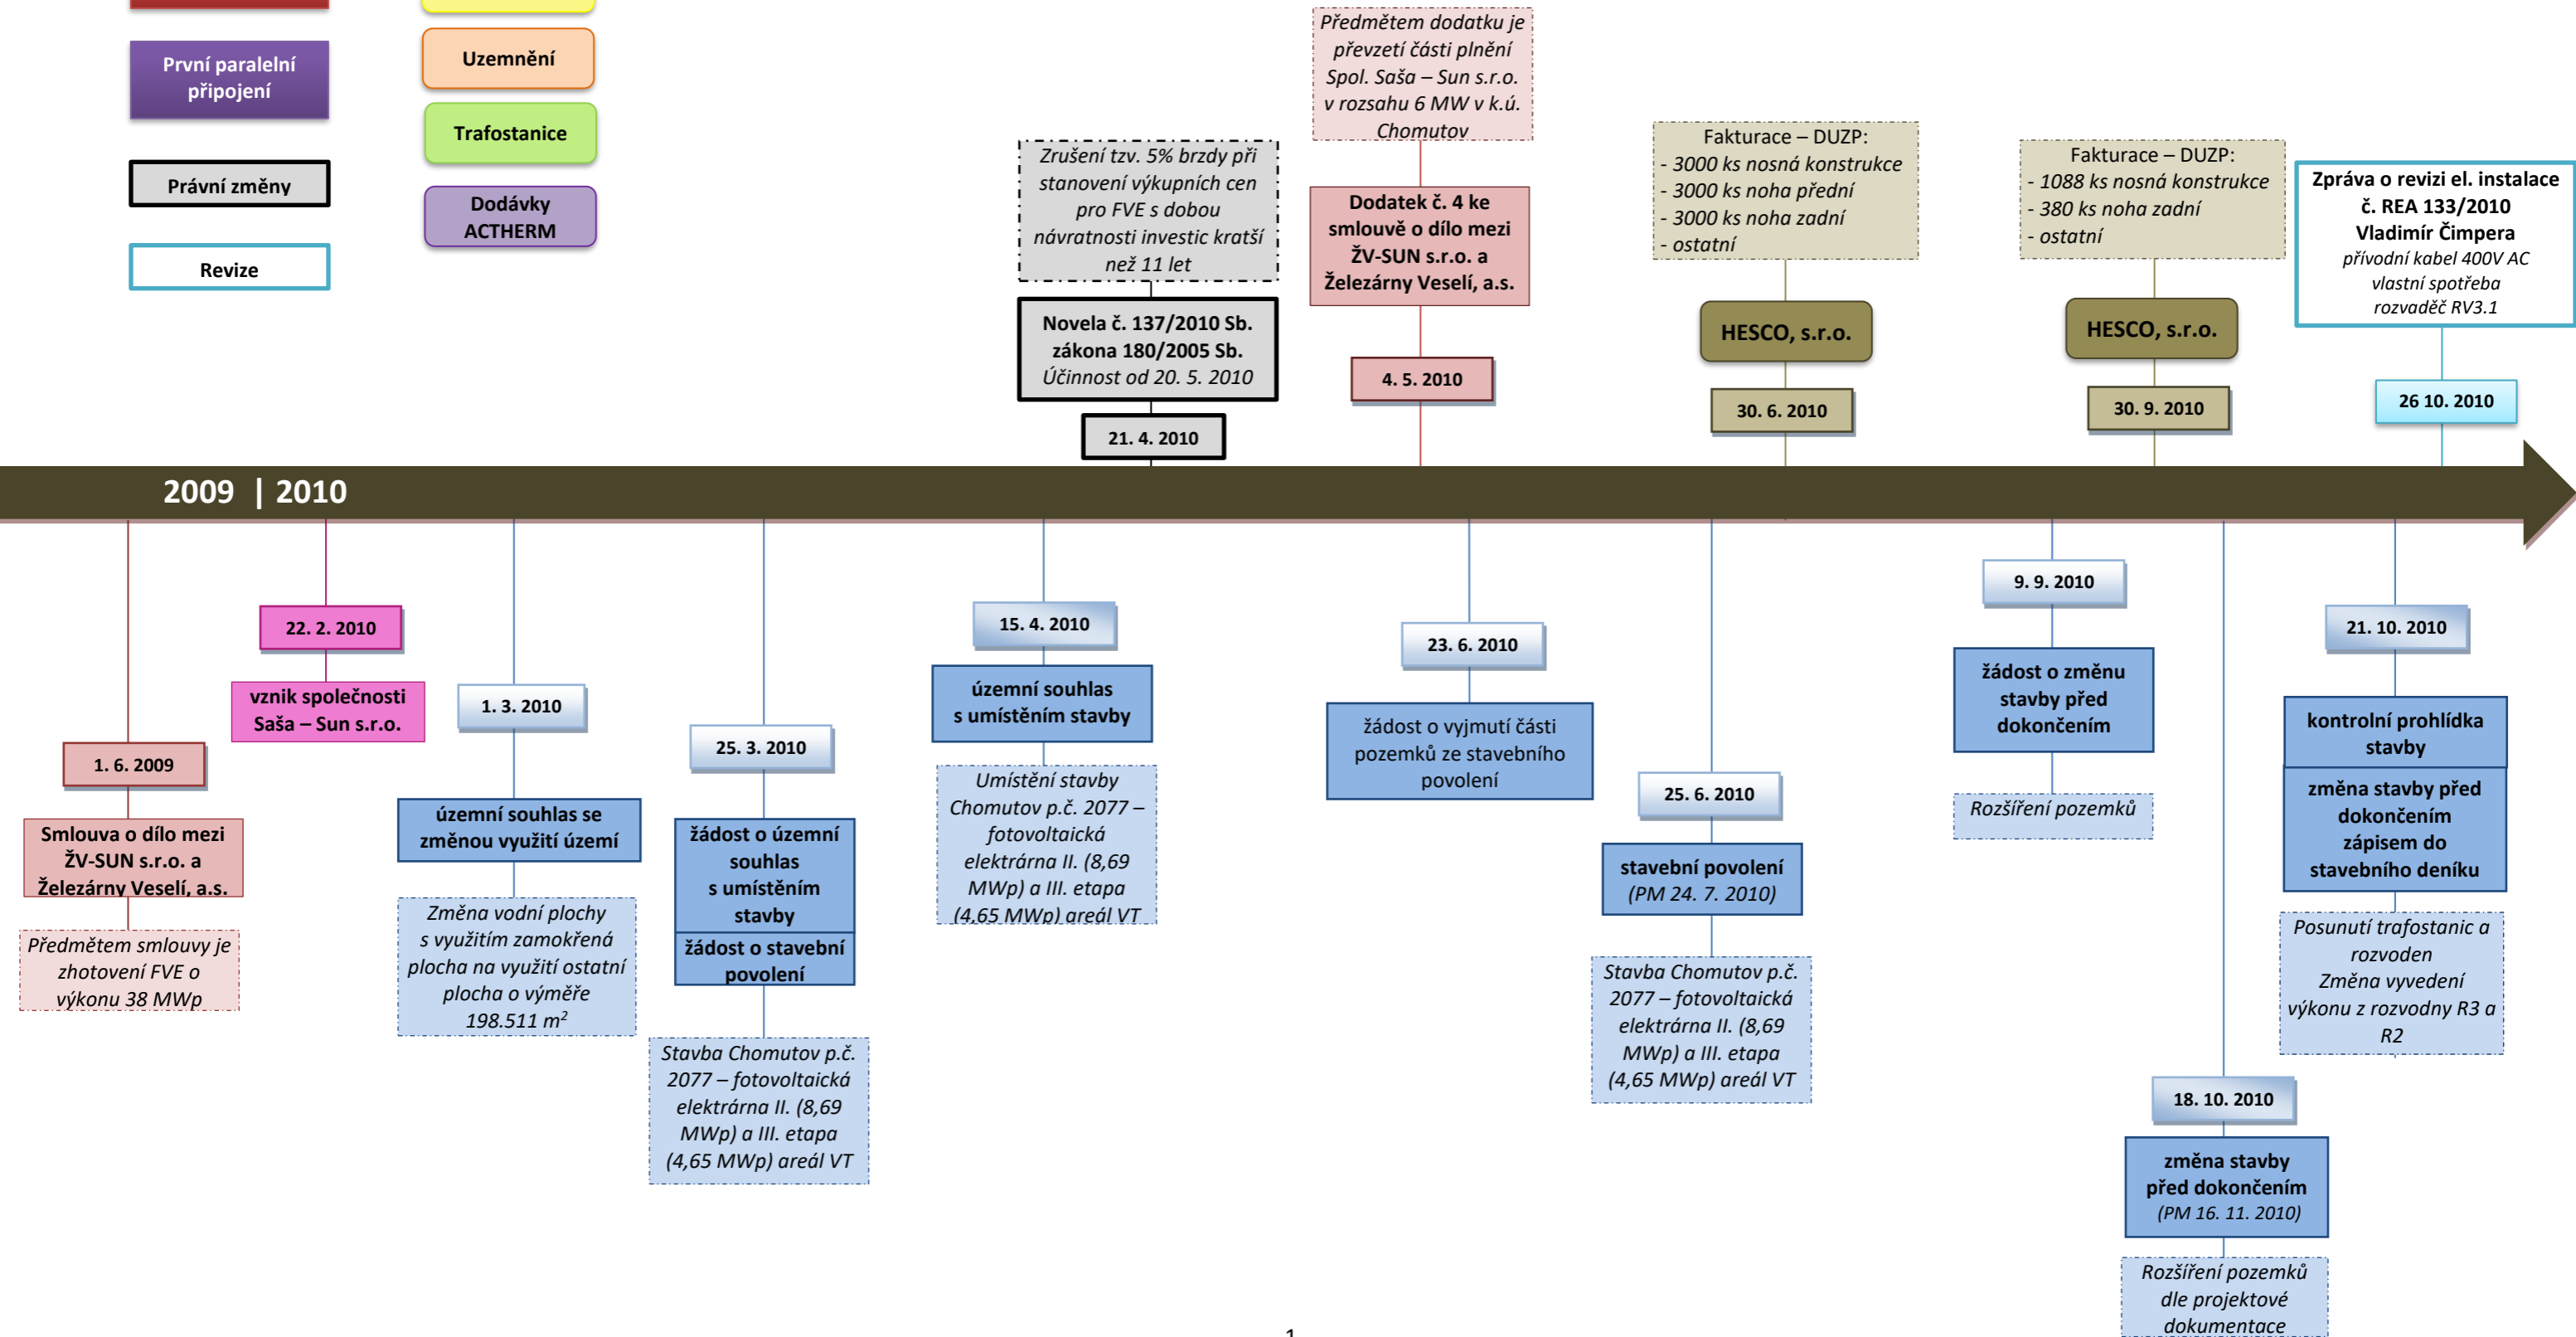 První paralelní
připojení
Právní změny
Revize
Uzemnění
Trafostanice
Dodávky
ACTHERM
Zrušení tzv. 5% brzdy při
stanovení výkupních cen
pro FVE s dobou
návratnosti investic kratší
než 11 let
Novela č. 137/2010 Sb.
zákona 180/2005 Sb.
Účinnost od 20. 5. 2010
21. 4. 2010
Předmětem dodatku je
převzetí části plnění
Spol. Saša – Sun s.r.o.
v rozsahu 6 MW v k.ú.
Chomutov
Dodatek č. 4 ke
smlouvě o dílo mezi
ŽV-SUN s.r.o. a
Železárny Veselí, a.s.
4. 5. 2010
Fakturace – DUZP:
- 3000 ks nosná konstrukce
- 3000 ks noha přední
- 3000 ks noha zadní
- ostatní
HESCO, s.r.o.
30. 6. 2010
Fakturace – DUZP:
- 1088 ks nosná konstrukce
- 380 ks noha zadní
- ostatní
HESCO, s.r.o.
30. 9. 2010
Zpráva o revizi el. instalace
č. REA 133/2010
Vladimír Čimpera
přívodní kabel 400V AC
vlastní spotřeba
rozvaděč RV3.1
26 10. 2010
2009 | 2010
1. 6. 2009
Smlouva o dílo mezi
ŽV-SUN s.r.o. a
Železárny Veselí, a.s.
Předmětem smlouvy je
zhotovení FVE o
výkonu 38 MWp
22. 2. 2010
vznik společnosti
Saša – Sun s.r.o.
1. 3. 2010
územní souhlas se
změnou využití území
Změna vodní plochy
s využitím zamokřená
plocha na využití ostatní
plocha o výměře
198.511 m²
25. 3. 2010
žádost o územní
souhlas
s umístěním
stavby
žádost o stavební
povolení
Stavba Chomutov p.č.
2077 – fotovoltaická
elektrárna II. (8,69
MWp) a III. etapa
(4,65 MWp) areál VT
15. 4. 2010
územní souhlas
s umístěním stavby
Umístění stavby
Chomutov p.č. 2077 –
fotovoltaická
elektrárna II. (8,69
MWp) a III. etapa
(4,65 MWp) areál VT
23. 6. 2010
žádost o vyjmutí části
pozemků ze stavebního
povolení
25. 6. 2010
stavební povolení
(PM 24. 7. 2010)
Stavba Chomutov p.č.
2077 – fotovoltaická
elektrárna II. (8,69
MWp) a III. etapa
(4,65 MWp) areál VT
9. 9. 2010
žádost o změnu
stavby před
dokončením
Rozšíření pozemků
18. 10. 2010
změna stavby
před dokončením
(PM 16. 11. 2010)
Rozšíření pozemků
dle projektové
dokumentace
21. 10. 2010
kontrolní prohlídka
stavby
změna stavby před
dokončením
zápisem do
stavebního deníku
Posunutí trafostanic a
rozvoden
Změna vyvedení
výkonu z rozvodny R3 a
R2
1